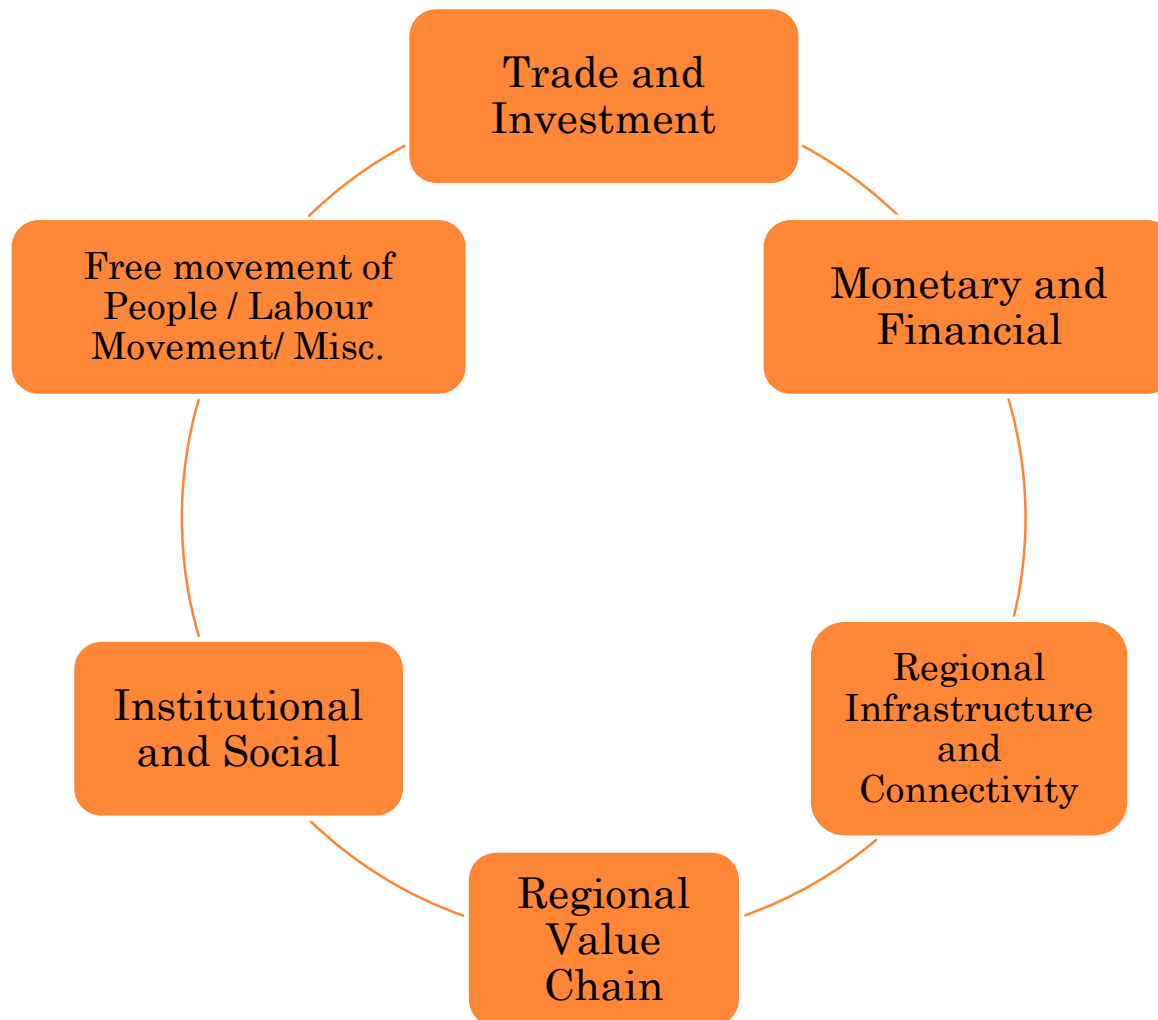 Trade and
Investment
Monetary and
Financial
Regional
Infrastructure
and
Connectivity
Regional
Value
Chain
Institutional
and Social
Free movement of
People / Labour
Movement/ Misc.